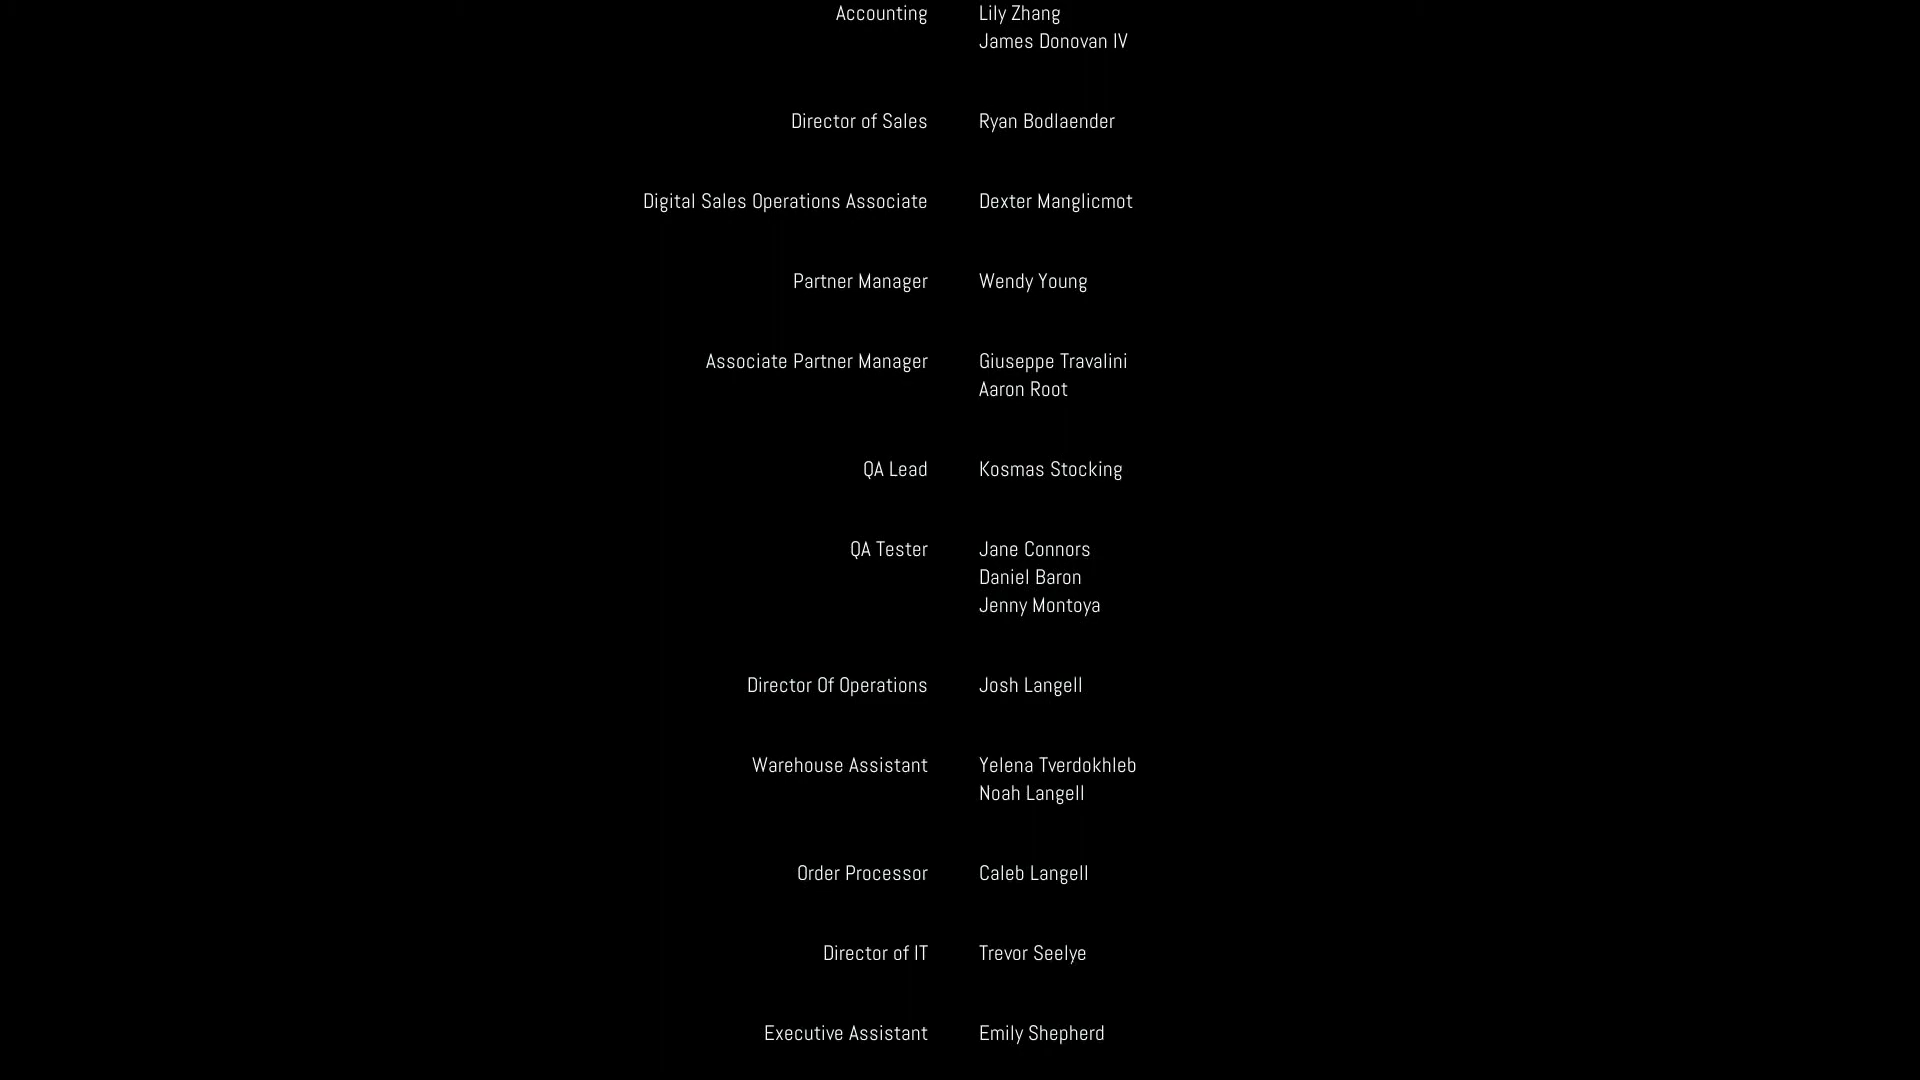 Accounting Lily Zhang
James Donovan IV
Director of Sales Ryan Bodlaender
Digital Sales Operations Associate Dexter Manglicmot
Partner Manager Wendy Young
Associate Partner Manager Giuseppe Travalini
Aaron Root
QA Lead Kosmas Stocking
QA Tester Jane Connors
Daniel Baron
Jenny Montoya
Director Of Operations Josh Langell
Warehouse Assistant Yelena Tverdokhleb
Noah Langell
Order Processor Caleb Langell
Director of IT Trevor Seelye
Executive Assistant Emily Shepherd